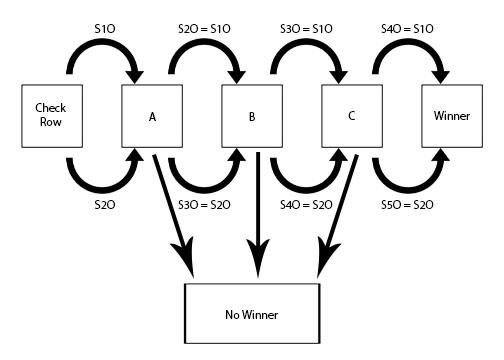 S1O
S2O = S1O
S3O = S1O
S4O = S1O
Check
Row
A
B
C
Winner
S2O
S3O = S2O
S4O = S2O
S5O = S2O
No Winner